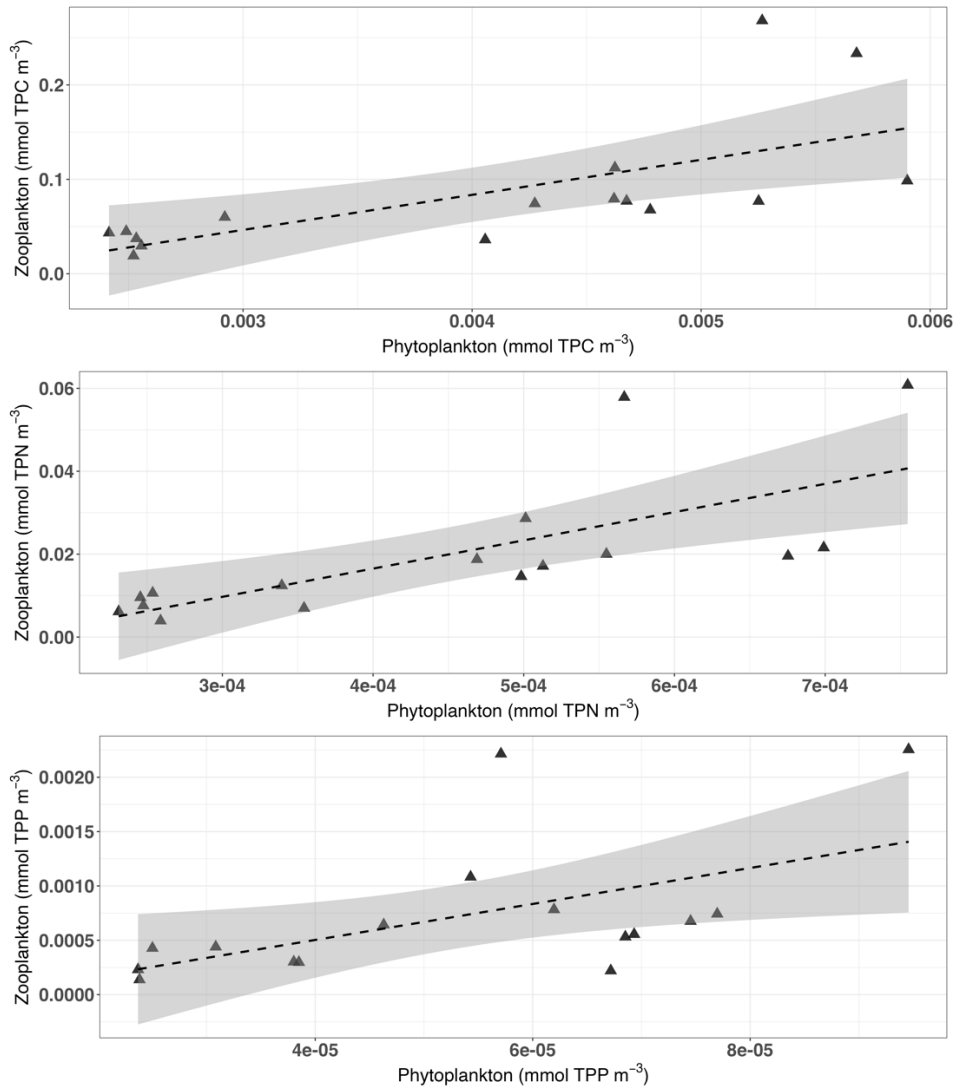 Zooplankton (mmol TPC m⁻³)
0.2
0.1
0.0
0.003 0.004 0.005 0.006
Phytoplankton (mmol TPC m⁻³)
Zooplankton (mmol TPN m⁻³)
0.06
0.04
0.02
0.00
3e-04 4e-04 5e-04 6e-04 7e-04
Phytoplankton (mmol TPN m⁻³)
Zooplankton (mmol TPP m⁻³)
0.0020
0.0015
0.0010
0.0005
0.0000
4e-05 6e-05 8e-05
Phytoplankton (mmol TPP m⁻³)